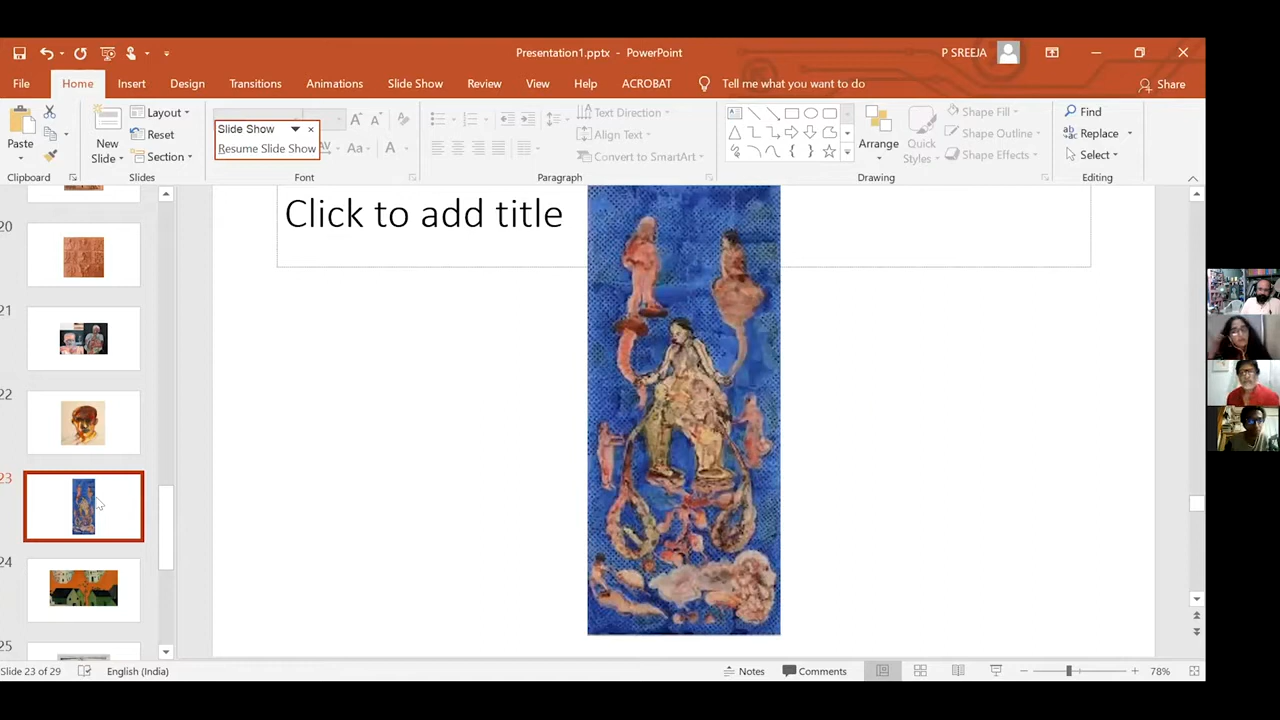 Presentation1.pptx - PowerPoint
P SREEJA
File Home Insert Design Transitions Animations Slide Show Review View Help ACROBAT Tell me what you want to do Share
Paste
Clipboard
New Slide
Layout
Reset
Section
Slides
Slide Show
Resume Slide Show
Aa
A
Font
Text Direction
Align Text
Convert to SmartArt
Paragraph
Arrange
Quick Styles
Shape Fill
Shape Outline
Shape Effects
Drawing
Find
Replace
Select
Editing
20
21
22
23
24
25
Click to add title
Slide 23 of 29 English (India) Notes Comments 78%